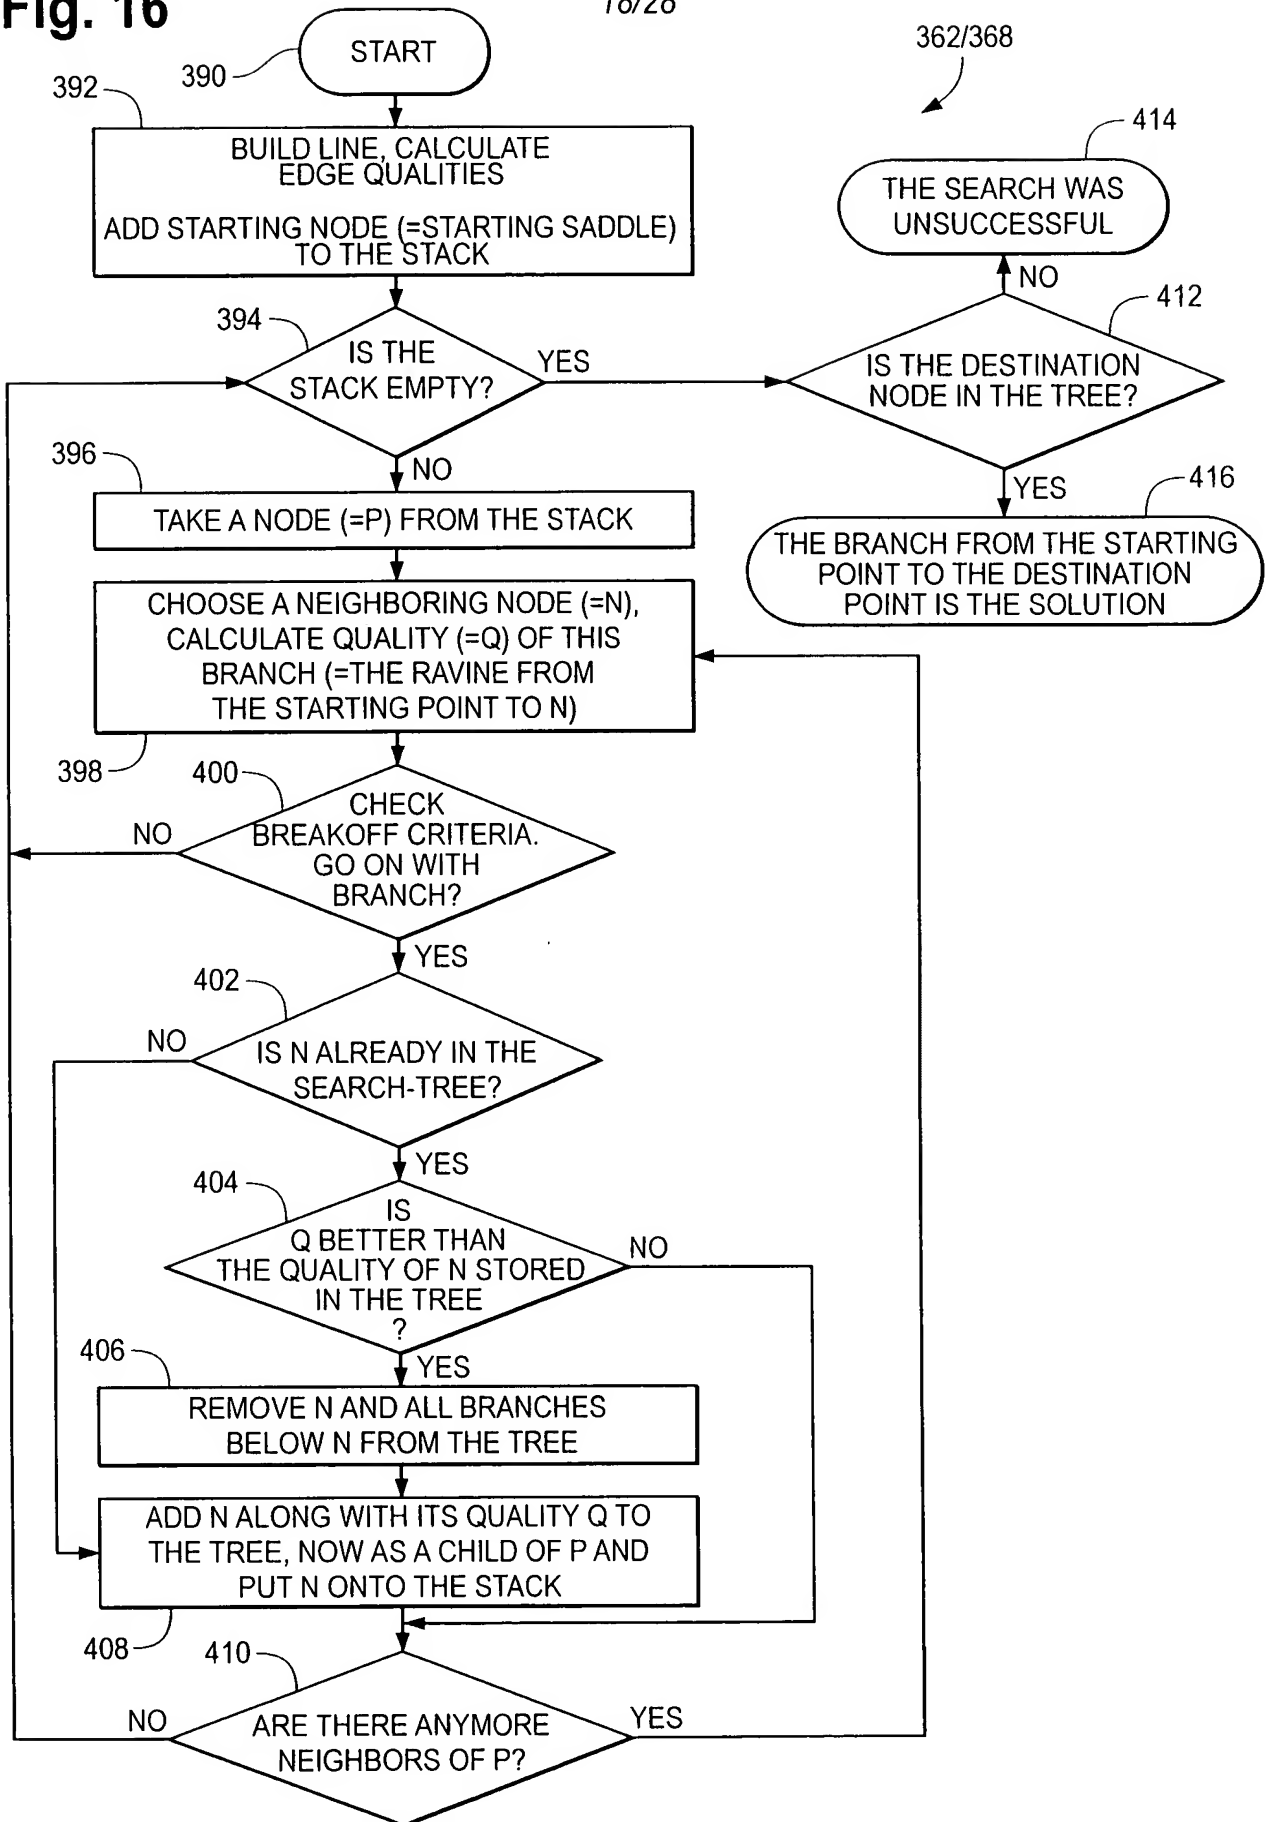 Fig. 16
18/28
362/368
START
390
392
BUILD LINE, CALCULATE
EDGE QUALITIES
ADD STARTING NODE (=STARTING SADDLE)
TO THE STACK
414
THE SEARCH WAS
UNSUCCESSFUL
NO
412
394
IS THE
STACK EMPTY?
YES
IS THE DESTINATION
NODE IN THE TREE?
396
NO
YES
416
TAKE A NODE (=P) FROM THE STACK
THE BRANCH FROM THE STARTING
POINT TO THE DESTINATION
POINT IS THE SOLUTION
CHOOSE A NEIGHBORING NODE (=N),
CALCULATE QUALITY (=Q) OF THIS
BRANCH (=THE RAVINE FROM
THE STARTING POINT TO N)
398
400
CHECK
BREAKOFF CRITERIA.
GO ON WITH
BRANCH?
NO
YES
402
NO
IS N ALREADY IN THE
SEARCH-TREE?
YES
404
IS
Q BETTER THAN
THE QUALITY OF N STORED
IN THE TREE
?
NO
406
YES
REMOVE N AND ALL BRANCHES
BELOW N FROM THE TREE
ADD N ALONG WITH ITS QUALITY Q TO
THE TREE, NOW AS A CHILD OF P AND
PUT N ONTO THE STACK
408
410
NO
ARE THERE ANYMORE
NEIGHBORS OF P?
YES